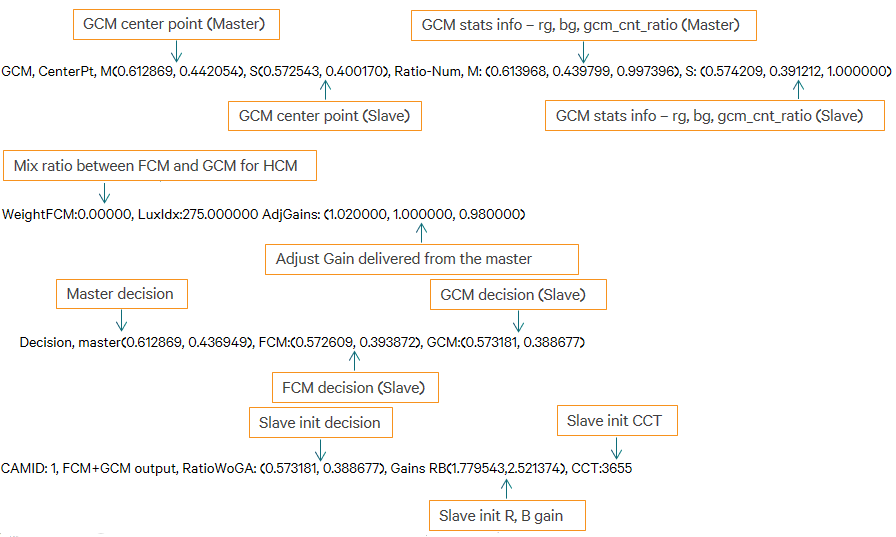 GCM center point (Master)
GCM stats info – rg, bg, gcm_cnt_ratio (Master)
GCM, CenterPt, M(0.612869, 0.442054), S(0.572543, 0.400170), Ratio-Num, M: (0.613968, 0.439799, 0.997396), S: (0.574209, 0.391212, 1.000000)
GCM center point (Slave)
GCM stats info – rg, bg, gcm_cnt_ratio (Slave)
Mix ratio between FCM and GCM for HCM
WeightFCM:0.00000, LuxIdx:275.000000 AdjGains: (1.020000, 1.000000, 0.980000)
Adjust Gain delivered from the master
Master decision
GCM decision (Slave)
Decision, master(0.612869, 0.436949), FCM:(0.572609, 0.393872), GCM:(0.573181, 0.388677)
FCM decision (Slave)
Slave init decision
Slave init CCT
CAMID: 1, FCM+GCM output, RatioWoGA: (0.573181, 0.388677), Gains RB(1.779543,2.521374), CCT:3655
Slave init R, B gain